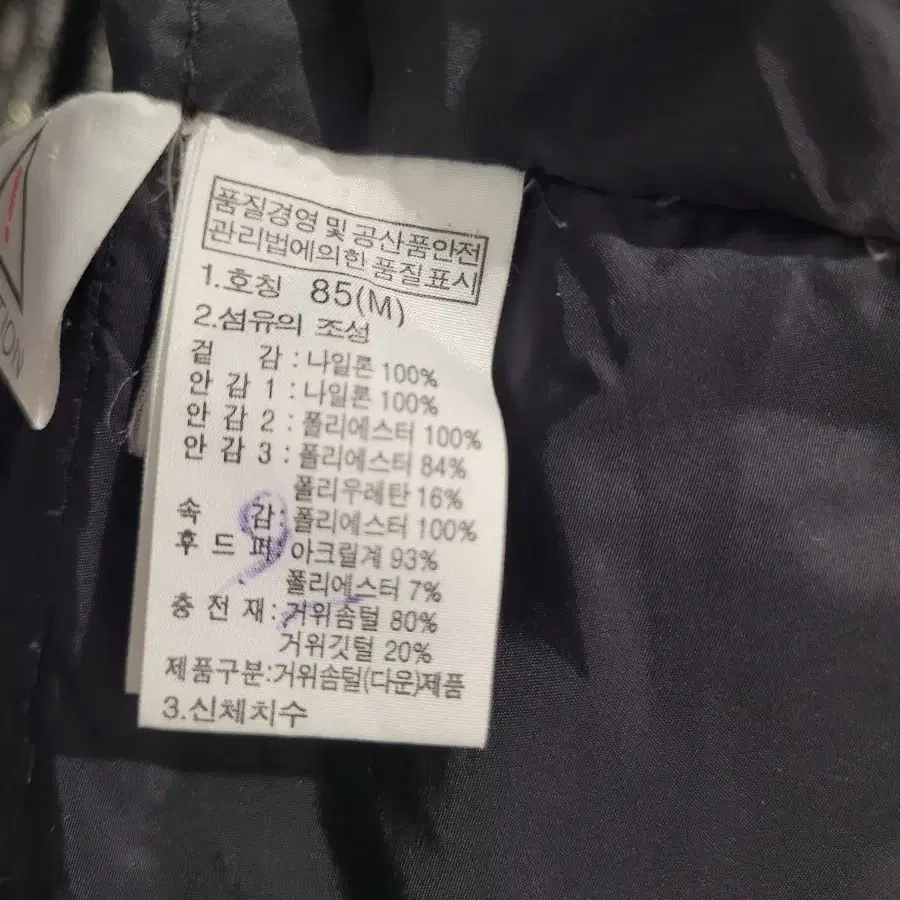 품질경영 및 공산품안전
관리법에의한 품질표시
1.호칭 85(M)
2.섬유의 조성
겉 감 : 나일론 100%
안 감 1 : 나일론 100%
안 감 2 : 폴리에스터 100%
안 감 3 : 폴리에스터 84%
폴리우레탄 16%
속 감: 폴리에스터 100%
후 드 퍼: 아크릴계 93%
폴리에스터 7%
충 전 재: 거위솜털 80%
거위깃털 20%
제품구분:거위솜털(다운)제품
3.신체치수